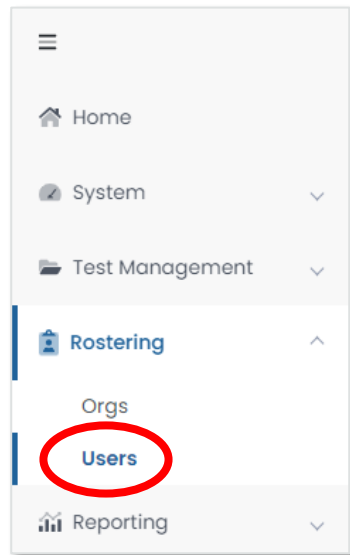 Home
System
Test Management
Rostering
Orgs
Users
Reporting